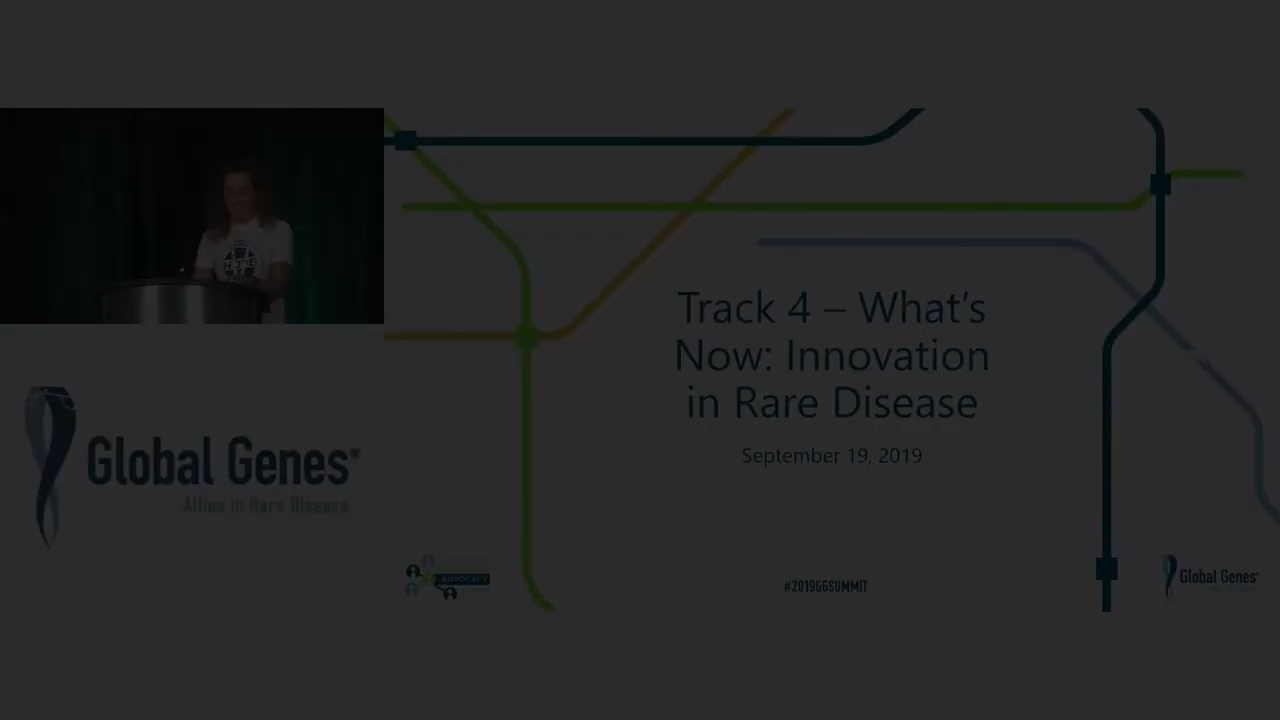 Track 4 – What's
Now: Innovation
in Rare Disease
September 19, 2019
Global Genes®
Allies in Rare Disease
ADVOCACY
#2019GGSUMMIT
Global Genes®